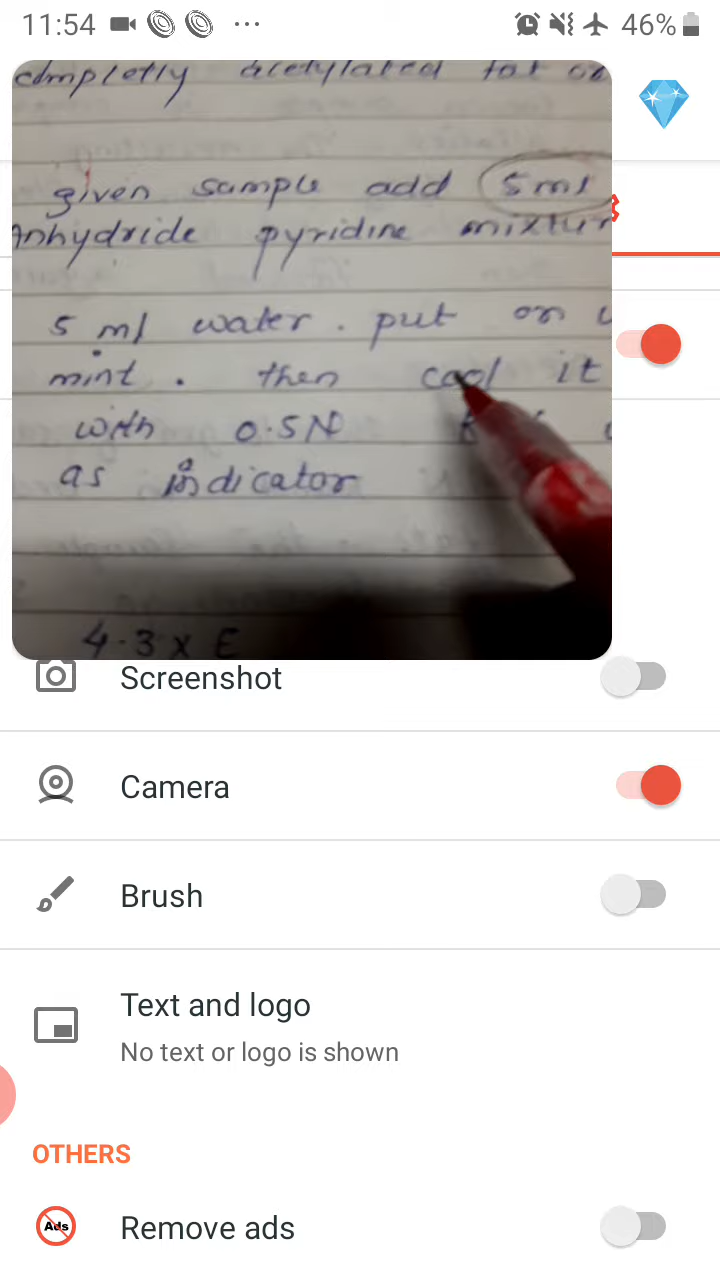 11:54 ... 46%
completly acetylated fat or
given sample add 5 ml
Anhydride pyridine mixtur
5 ml water. put on
mint. then cool it
with 0.5N
as indicator
4.3 x E
Screenshot
Camera
Brush
Text and logo
No text or logo is shown
OTHERS
Ads
Remove ads